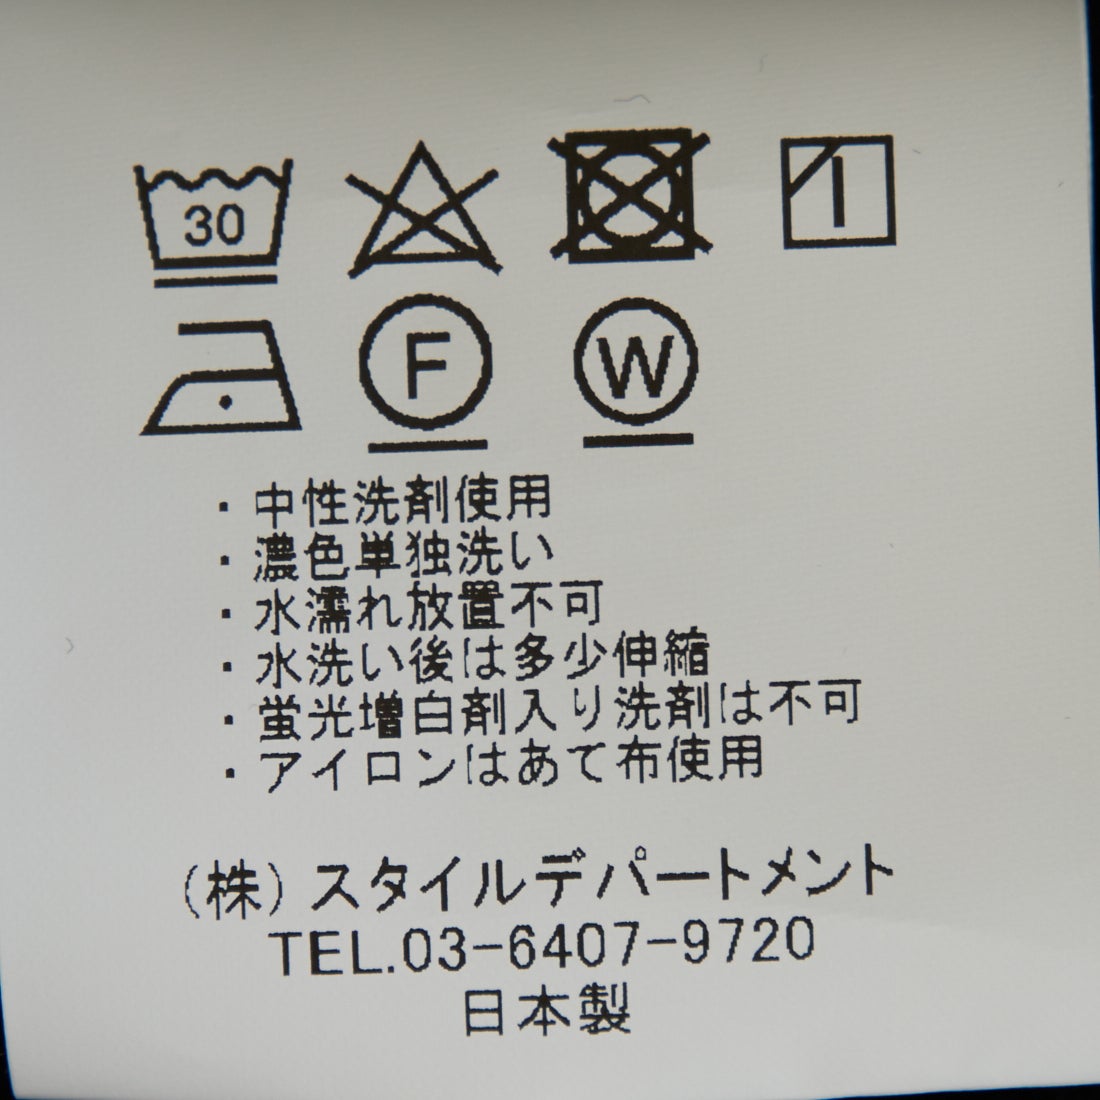 30
F W
・中性洗剤使用
・濃色単独洗い
・水濡れ放置不可
・水洗い後は多少伸縮
・蛍光増白剤入り洗剤は不可
・アイロンはあて布使用
(株)スタイルデパートメント
TEL.03-6407-9720
日本製